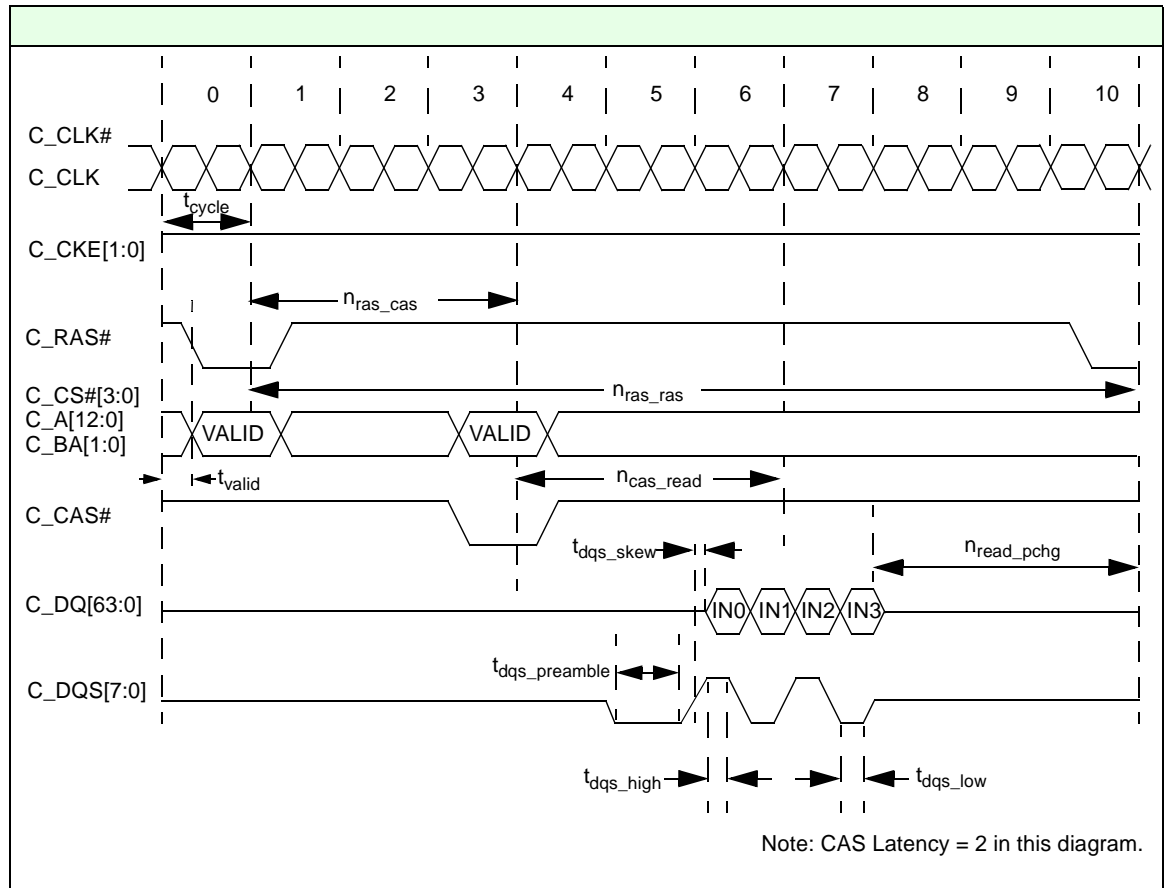 0 1 2 3 4 5 6 7 8 9 10
C_CLK#
C_CLK
tcycle
C_CKE[1:0]
nras_cas
C_RAS#
nras_ras
C_CS#[3:0]
C_A[12:0]
C_BA[1:0]
VALID VALID
tvalid
ncas_read
C_CAS#
tdqs_skew
nread_pchg
C_DQ[63:0]
IN0 IN1 IN2 IN3
tdqs_preamble
C_DQS[7:0]
tdqs_high
tdqs_low
Note: CAS Latency = 2 in this diagram.